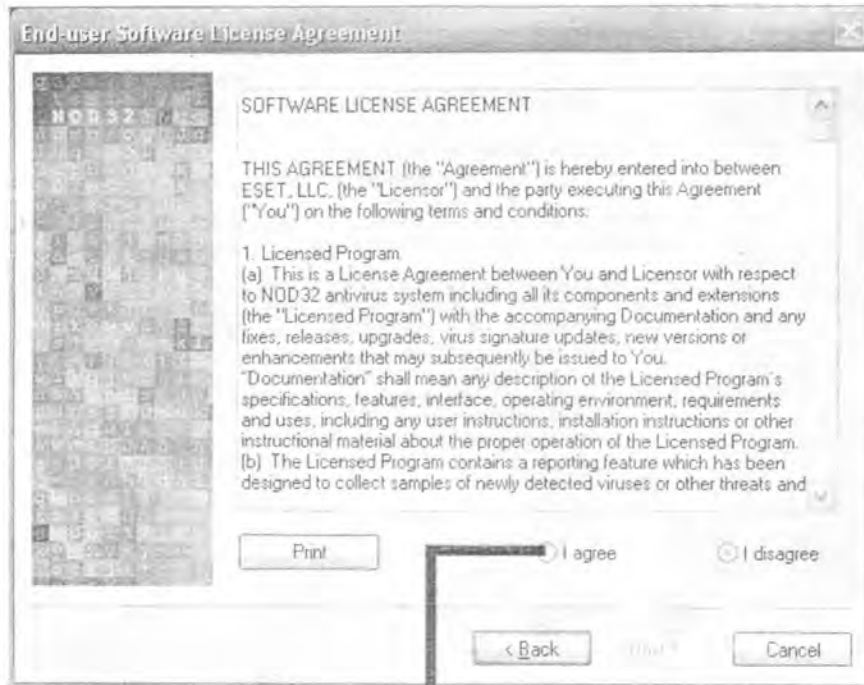 End-user Software License Agreement
NOD32
SOFTWARE LICENSE AGREEMENT
THIS AGREEMENT (the "Agreement") is hereby entered into between
ESET, LLC, (the "Licensor") and the party executing this Agreement
("You") on the following terms and conditions:
1. Licensed Program
(a) This is a License Agreement between You and Licensor with respect
to NOD32 antivirus system including all its components and extensions
(the "Licensed Program") with the accompanying Documentation and any
fixes, releases, upgrades, virus signature updates, new versions or
enhancements that may subsequently be issued to You.
"Documentation" shall mean any description of the Licensed Program's
specifications, features, interface, operating environment, requirements
and uses, including any user instructions, installation instructions or other
instructional material about the proper operation of the Licensed Program.
(b) The Licensed Program contains a reporting feature which has been
designed to collect samples of newly detected viruses or other threats and
Print
I agree
I disagree
< Back
Cancel